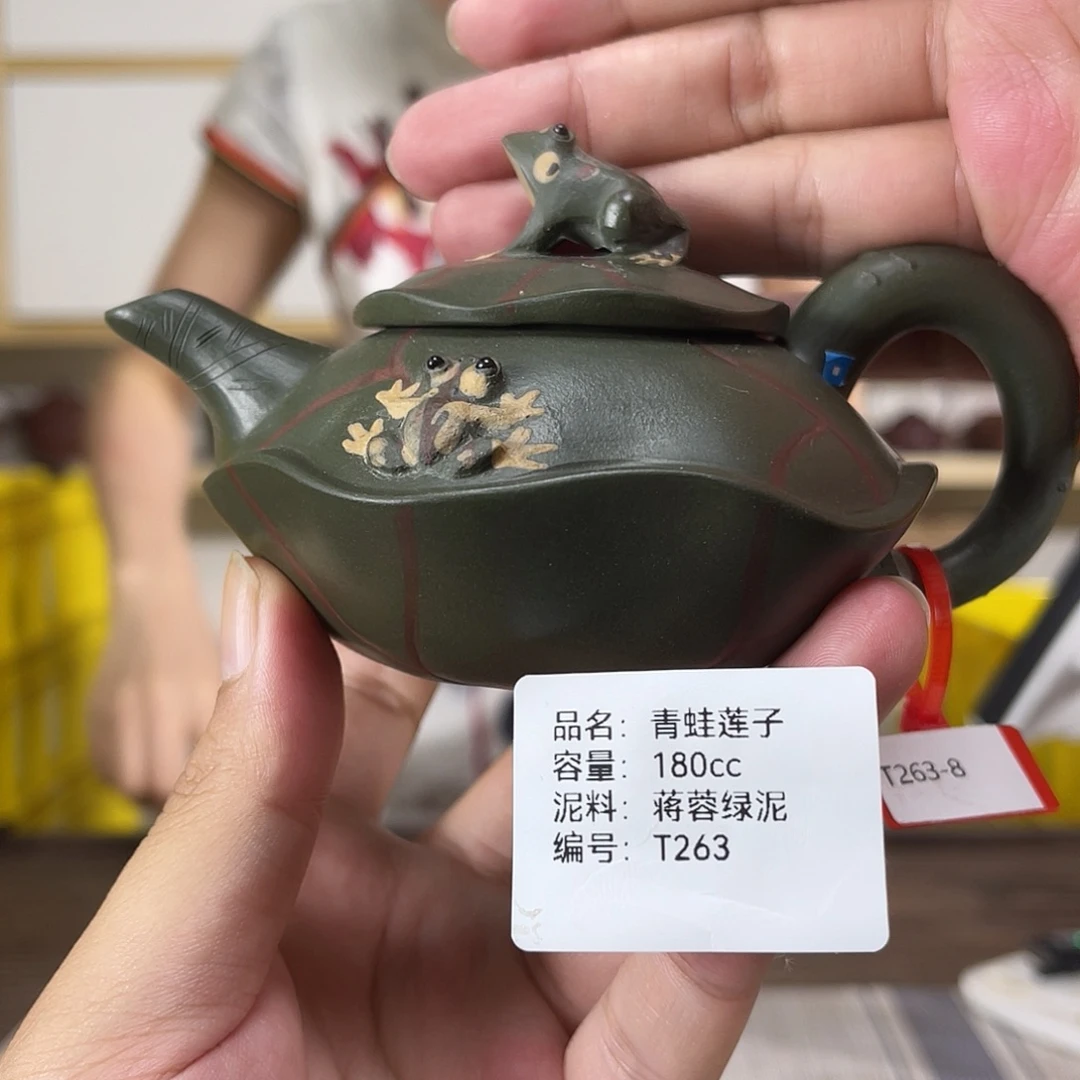 品名：青蛙莲子
容量：180cc
泥料：蒋蓉绿泥
编号：T263
T263-8